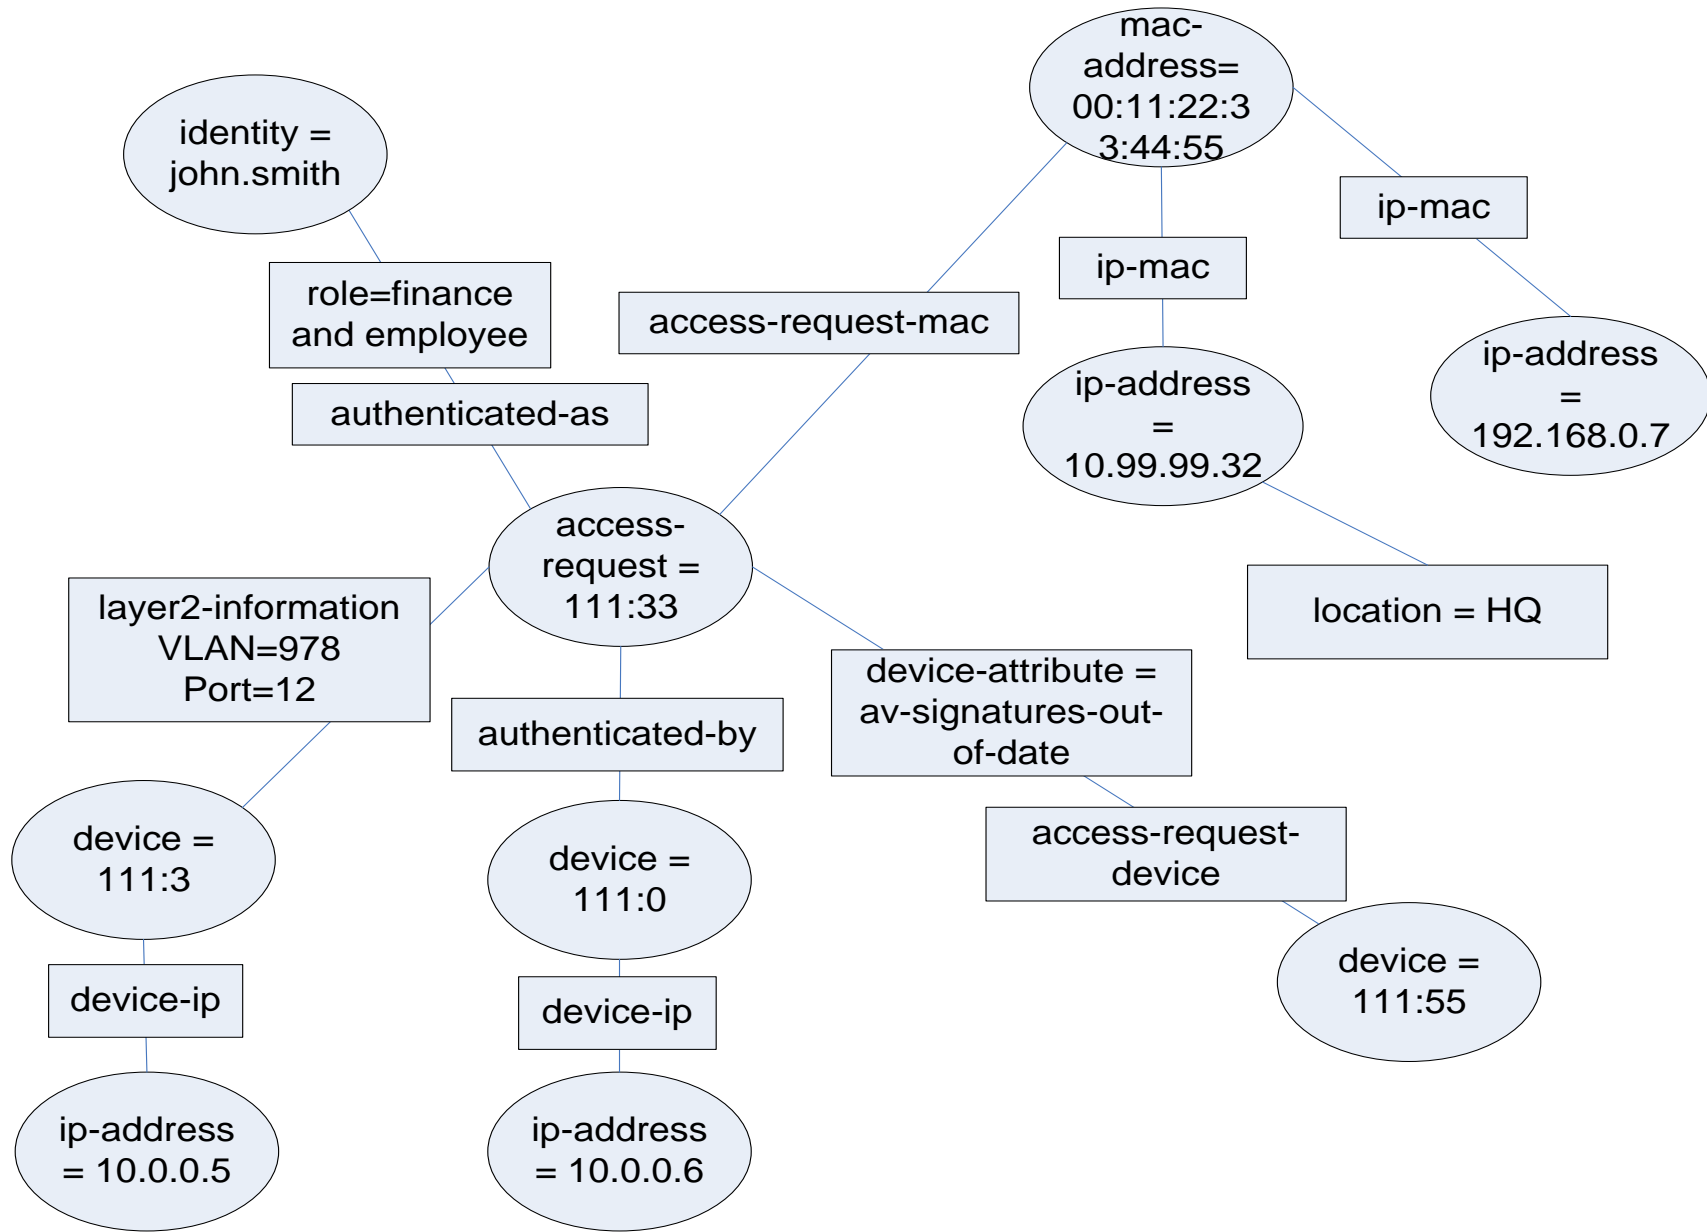 mac-
address=
00:11:22:3
3:44:55
identity =
john.smith
ip-mac
ip-mac
role=finance
and employee
access-request-mac
ip-address
=
192.168.0.7
ip-address
=
10.99.99.32
authenticated-as
access-
request =
111:33
layer2-information
VLAN=978
Port=12
location = HQ
device-attribute =
av-signatures-out-
of-date
authenticated-by
access-request-
device
device =
111:3
device =
111:0
device =
111:55
device-ip
device-ip
ip-address
= 10.0.0.5
ip-address
= 10.0.0.6